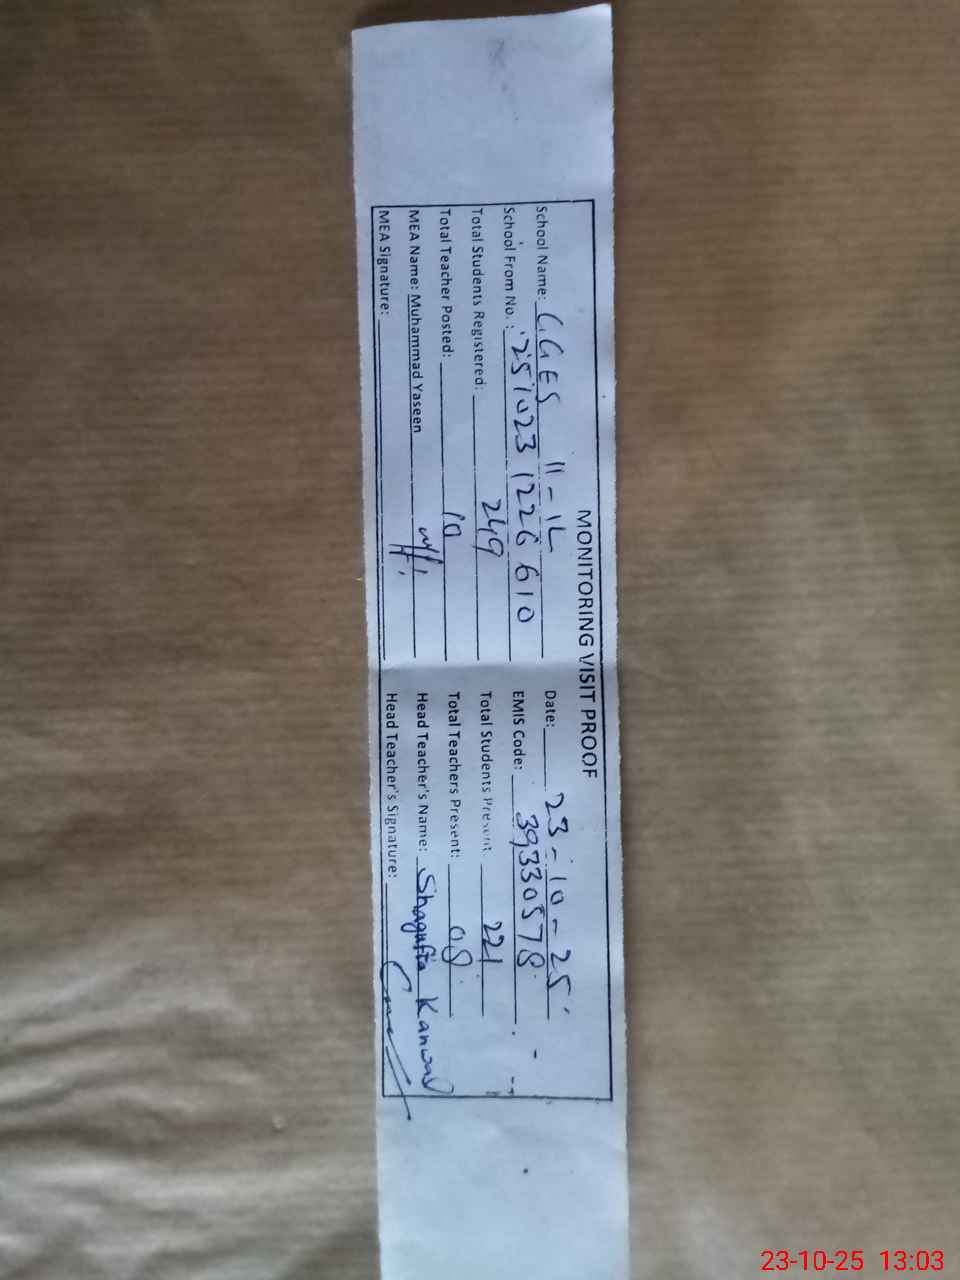 MONITORING VISIT PROOF
School Name: GGES 11-1L Date: 23-10-25
School From No.: 251023 1226 610 EMIS Code: 39330578
Total Students Registered: 249 Total Students Present: 221
Total Teacher Posted: 10 Total Teachers Present: 08
MEA Name: Muhammad Yaseen Head Teacher's Name: Shagufta Kanwal
MEA Signature: Head Teacher's Signature:
23-10-25 13:03